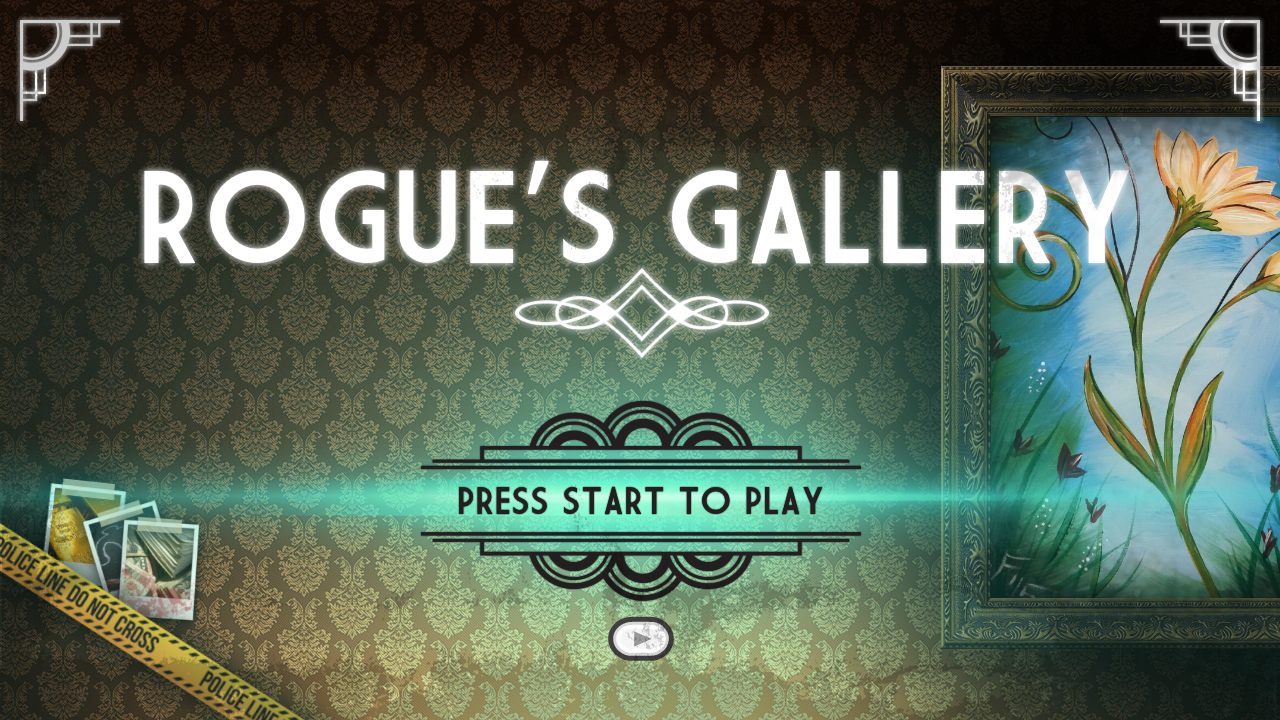 ROGUE'S GALLERY
PRESS START TO PLAY
POLICE LINE DO NOT CROSS
POLICE LINE